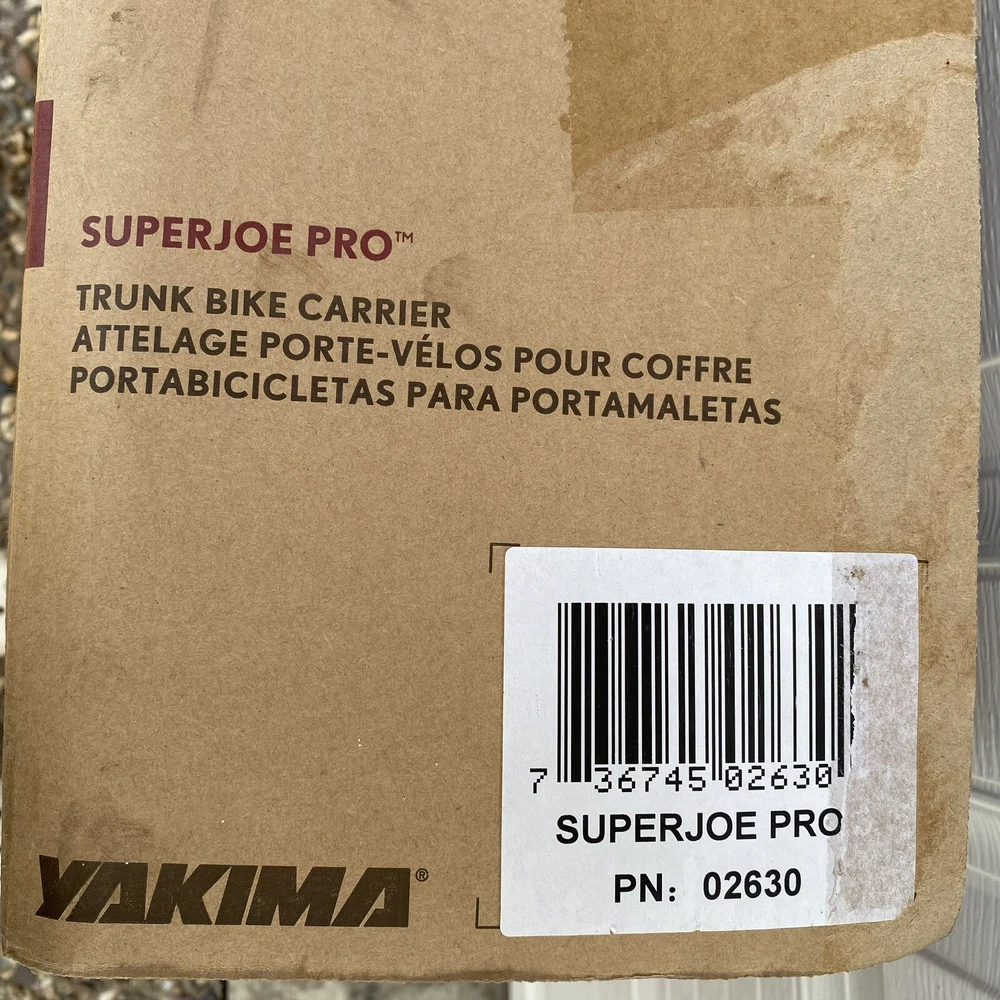 SUPERJOE PRO™
TRUNK BIKE CARRIER
ATTELAGE PORTE-VÉLOS POUR COFFRE
PORTABICICLETAS PARA PORTAMALETAS
7 36745 02630
SUPERJOE PRO
PN: 02630
YAKIMA®